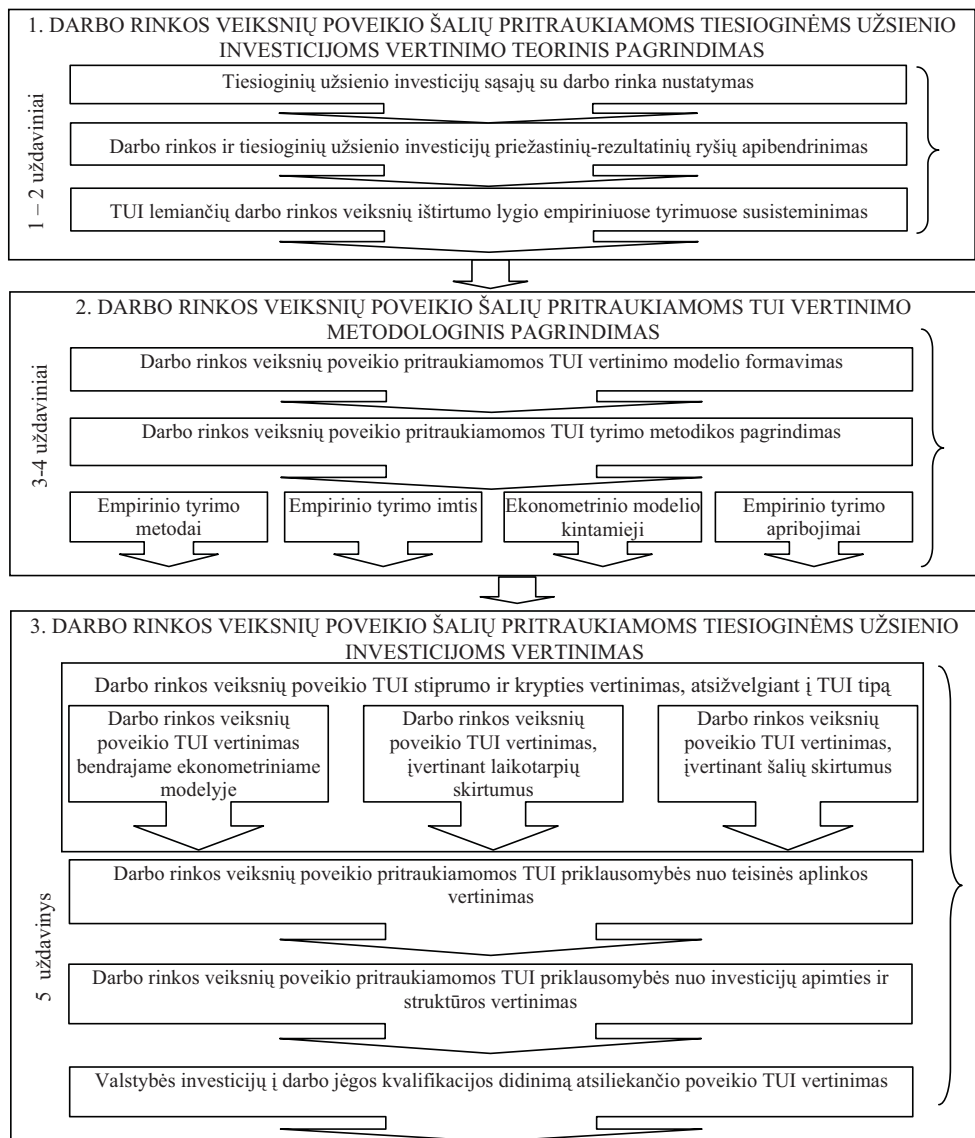 1. DARBO RINKOS VEIKSNIŲ POVEIKIO ŠALIŲ PRITRAUKIAMOMS TIESIOGINĖMS UŽSIENIO
INVESTICIJOMS VERTINIMO TEORINIS PAGRINDIMAS
1 – 2 uždaviniai
Tiesioginių užsienio investicijų sąsajų su darbo rinka nustatymas
Darbo rinkos ir tiesioginių užsienio investicijų priežastinių-rezultatinių ryšių apibendrinimas
TUI lemiančių darbo rinkos veiksnių ištirtumo lygio empiriniuose tyrimuose susisteminimas
2. DARBO RINKOS VEIKSNIŲ POVEIKIO ŠALIŲ PRITRAUKIAMOMS TUI VERTINIMO
METODOLOGINIS PAGRINDIMAS
3-4 uždaviniai
Darbo rinkos veiksnių poveikio pritraukiamomos TUI vertinimo modelio formavimas
Darbo rinkos veiksnių poveikio pritraukiamomos TUI tyrimo metodikos pagrindimas
Empirinio tyrimo
metodai
Empirinio tyrimo imtis
Ekonometrinio modelio
kintamieji
Empirinio tyrimo
apribojimai
3. DARBO RINKOS VEIKSNIŲ POVEIKIO ŠALIŲ PRITRAUKIAMOMS TIESIOGINĖMS UŽSIENIO
INVESTICIJOMS VERTINIMAS
5 uždavinys
Darbo rinkos veiksnių poveikio TUI stiprumo ir krypties vertinimas, atsižvelgiant į TUI tipą
Darbo rinkos veiksnių
poveikio TUI vertinimas
bendrajame ekonometriniame
modelyje
Darbo rinkos veiksnių
poveikio TUI vertinimas,
įvertinant laikotarpių
skirtumus
Darbo rinkos veiksnių
poveikio TUI vertinimas,
įvertinant šalių skirtumus
Darbo rinkos veiksnių poveikio pritraukiamomos TUI priklausomybės nuo teisinės aplinkos
vertinimas
Darbo rinkos veiksnių poveikio pritraukiamomos TUI priklausomybės nuo investicijų apimties ir
struktūros vertinimas
Valstybės investicijų į darbo jėgos kvalifikacijos didinimą atsiliekančio poveikio TUI vertinimas